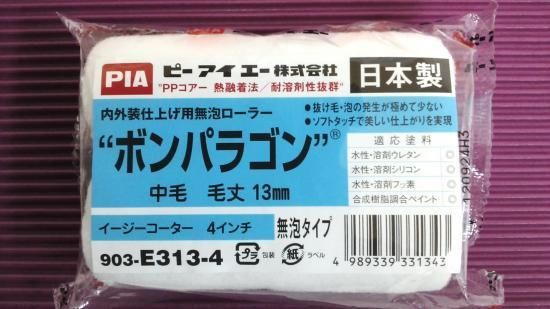 PIA ピーアイエー株式会社
"PPコアー 熱融着法／耐溶剤性抜群"
日本製
内外装仕上げ用無泡ローラー
"ボンパラゴン"®
中毛 毛丈 13mm
●抜け毛・泡の発生が極めて少ない
●ソフトタッチで美しい仕上がりを実現
適応塗料
水性・溶剤ウレタン ◎
水性・溶剤シリコン ◎
水性・溶剤フッ素 ◎
合成樹脂調合ペイント ○
イージーコーター 4インチ 無泡タイプ
903-E313-4
プラ 包装 紙 ラベル
4 989339 331343
120924H3